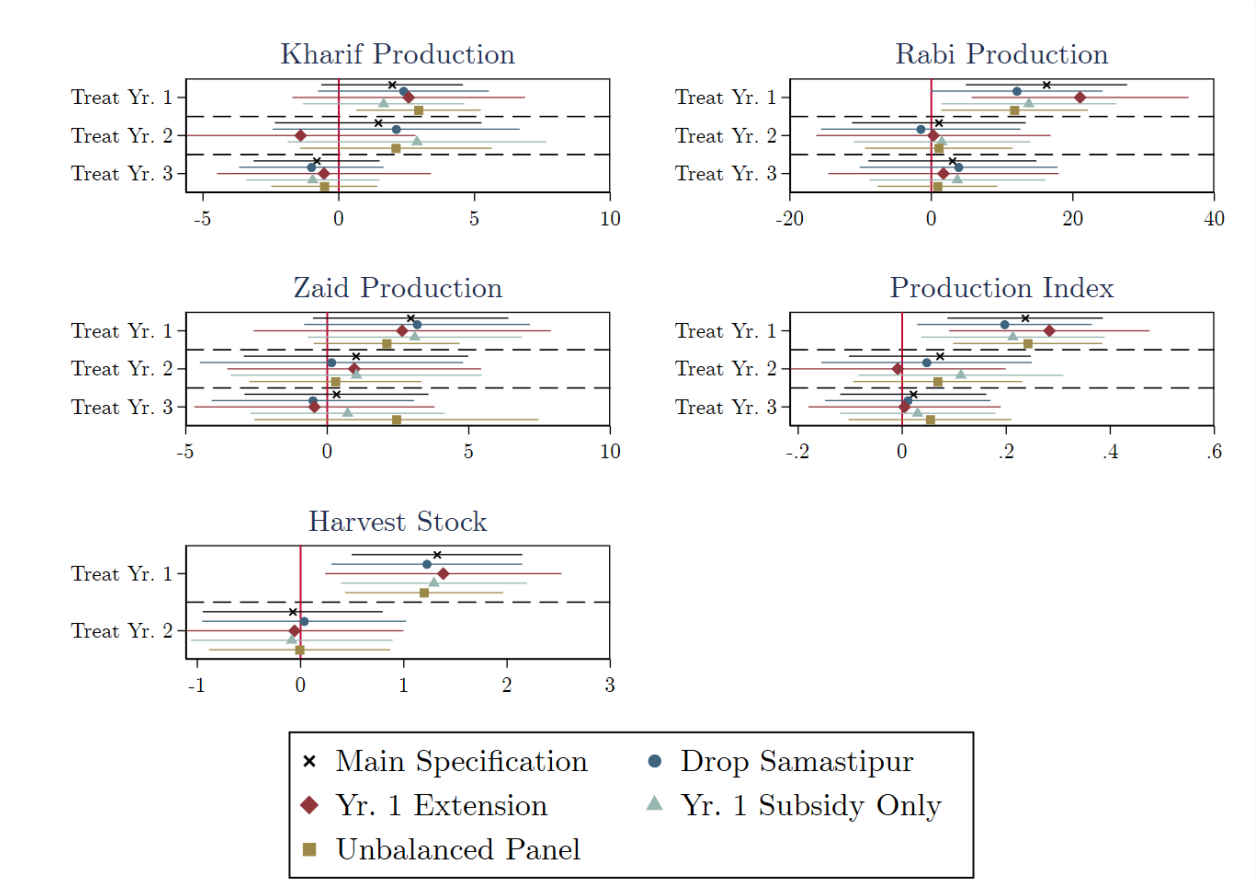 Kharif Production
Treat Yr. 1
Treat Yr. 2
Treat Yr. 3
-5 0 5 10
Rabi Production
Treat Yr. 1
Treat Yr. 2
Treat Yr. 3
-20 0 20 40
Zaid Production
Treat Yr. 1
Treat Yr. 2
Treat Yr. 3
-5 0 5 10
Production Index
Treat Yr. 1
Treat Yr. 2
Treat Yr. 3
-.2 0 .2 .4 .6
Harvest Stock
Treat Yr. 1
Treat Yr. 2
-1 0 1 2 3
Main Specification
Drop Samastipur
Yr. 1 Extension
Yr. 1 Subsidy Only
Unbalanced Panel